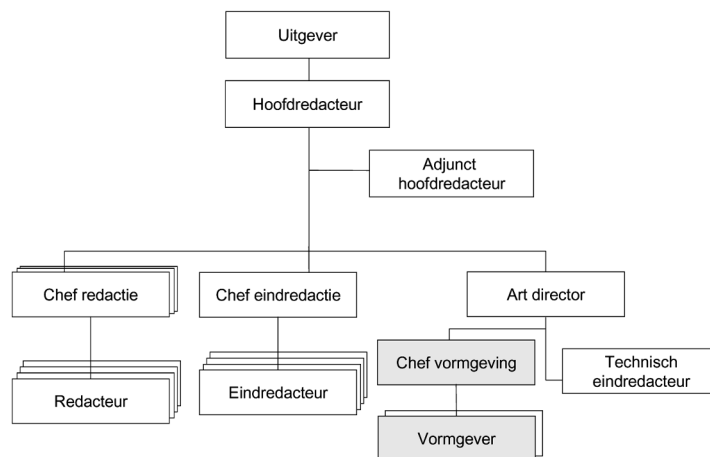 Uitgever
Hoofdredacteur
Adjunct
hoofdredacteur
Chef redactie
Chef eindredactie
Art director
Chef vormgeving
Technisch
eindredacteur
Redacteur
Eindredacteur
Vormgever